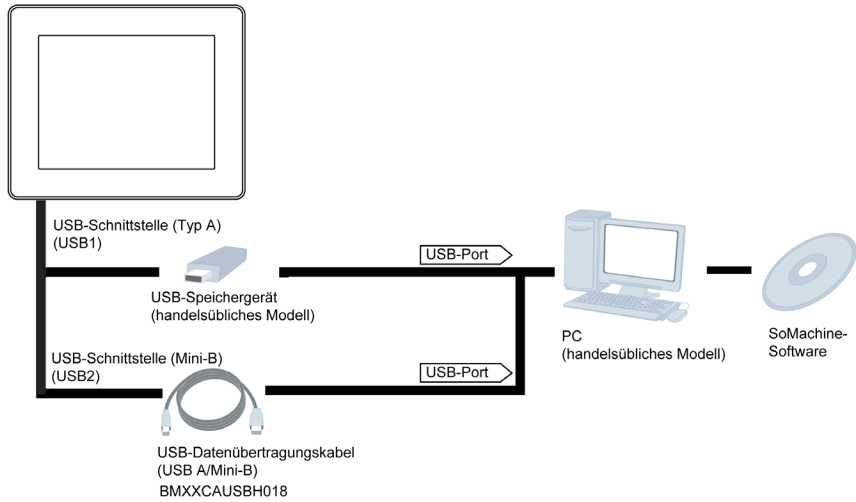 USB-Schnittstelle (Typ A)
(USB1)
USB-Port
USB-Speichergerät
(handelsübliches Modell)
PC
(handelsübliches Modell)
SoMachine-
Software
USB-Schnittstelle (Mini-B)
(USB2)
USB-Port
USB-Datenübertragungskabel
(USB A/Mini-B)
BMXXCAUSBH018